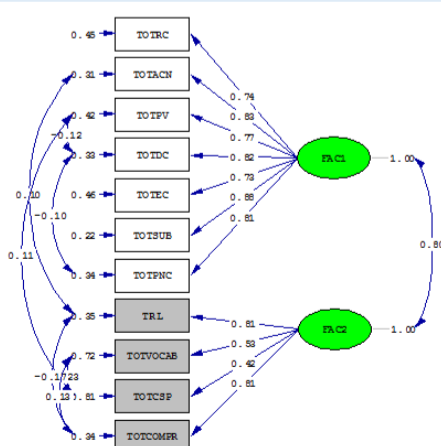 0.45 TOTRC
0.74
0.31 TOTACN
0.83
0.42 TOTPV
0.77
-0.12
0.33 TOTDC
0.82
FAC1 1.00
0.46 TOTEC
0.73
0.10
-0.10
0.22 TOTSUB
0.88
0.11
0.34 TOTPNC
0.81
0.80
0.35 TRL
0.81
FAC2 1.00
0.72 TOTVOCAB
0.53
0.13
0.81 TOTCSP
0.42
0.34 TOTCOMPR
0.81